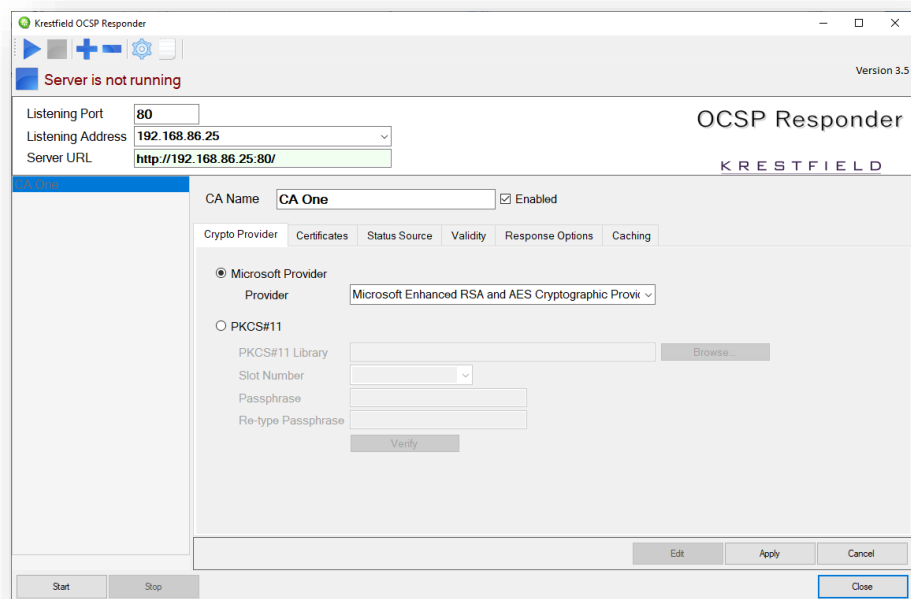 Krestfield OCSP Responder
Server is not running
Version 3.5
Listening Port 80
Listening Address 192.168.86.25
Server URL http://192.168.86.25:80/
OCSP Responder
KRESTFIELD
CA One
CA Name CA One Enabled
Crypto Provider Certificates Status Source Validity Response Options Caching
Microsoft Provider
Provider Microsoft Enhanced RSA and AES Cryptographic Provi
PKCS#11
PKCS#11 Library Browse...
Slot Number
Passphrase
Re-type Passphrase
Verify
Edit Apply Cancel
Start Stop Close